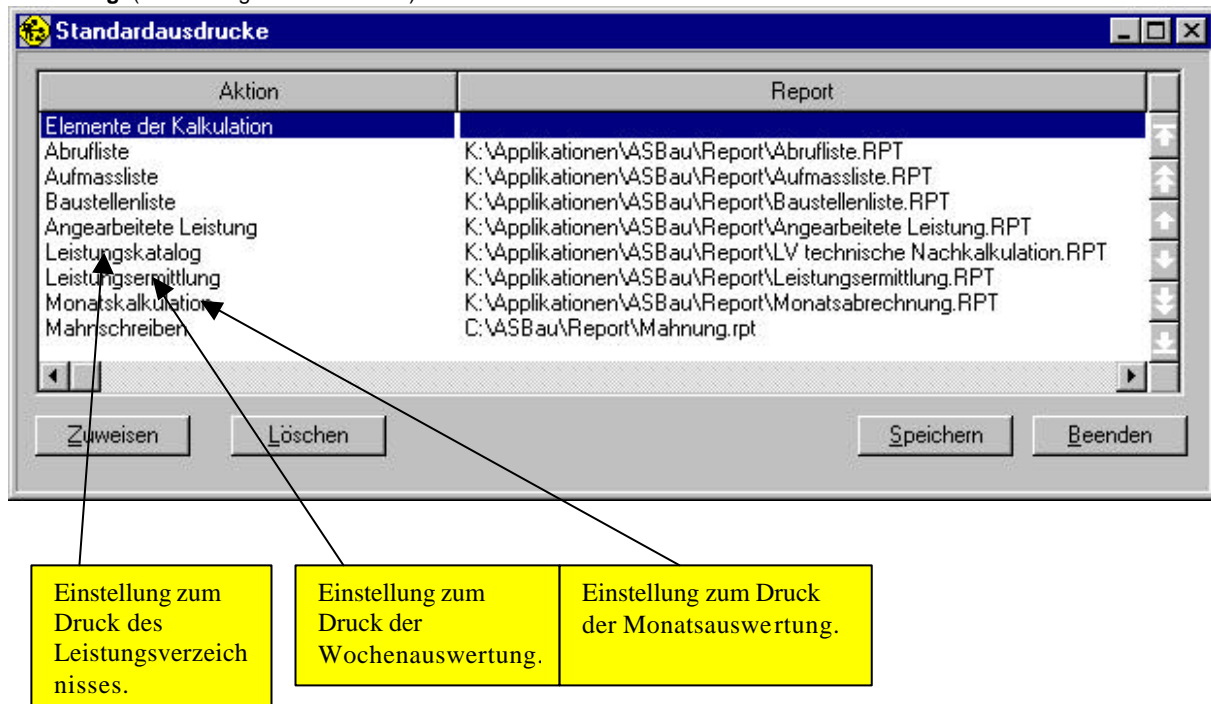 Standardausdrucke
Aktion Report
Elemente der Kalkulation
Abrufliste K:\Applikationen\ASBau\Report\Abrufliste.RPT
Aufmassliste K:\Applikationen\ASBau\Report\Aufmassliste.RPT
Baustellenliste K:\Applikationen\ASBau\Report\Baustellenliste.RPT
Angearbeitete Leistung K:\Applikationen\ASBau\Report\Angearbeitete Leistung.RPT
Leistungskatalog K:\Applikationen\ASBau\Report\LV technische Nachkalkulation.RPT
Leistungsermittlung K:\Applikationen\ASBau\Report\Leistungsermittlung.RPT
Monatskalkulation K:\Applikationen\ASBau\Report\Monatsabrechnung.RPT
Mahnschreiben C:\ASBau\Report\Mahnung.rpt
Zuweisen Löschen Speichern Beenden
Einstellung zum
Druck des
Leistungsverzeich
nisses.
Einstellung zum
Druck der
Wochenauswertung.
Einstellung zum Druck
der Monatsauswertung.